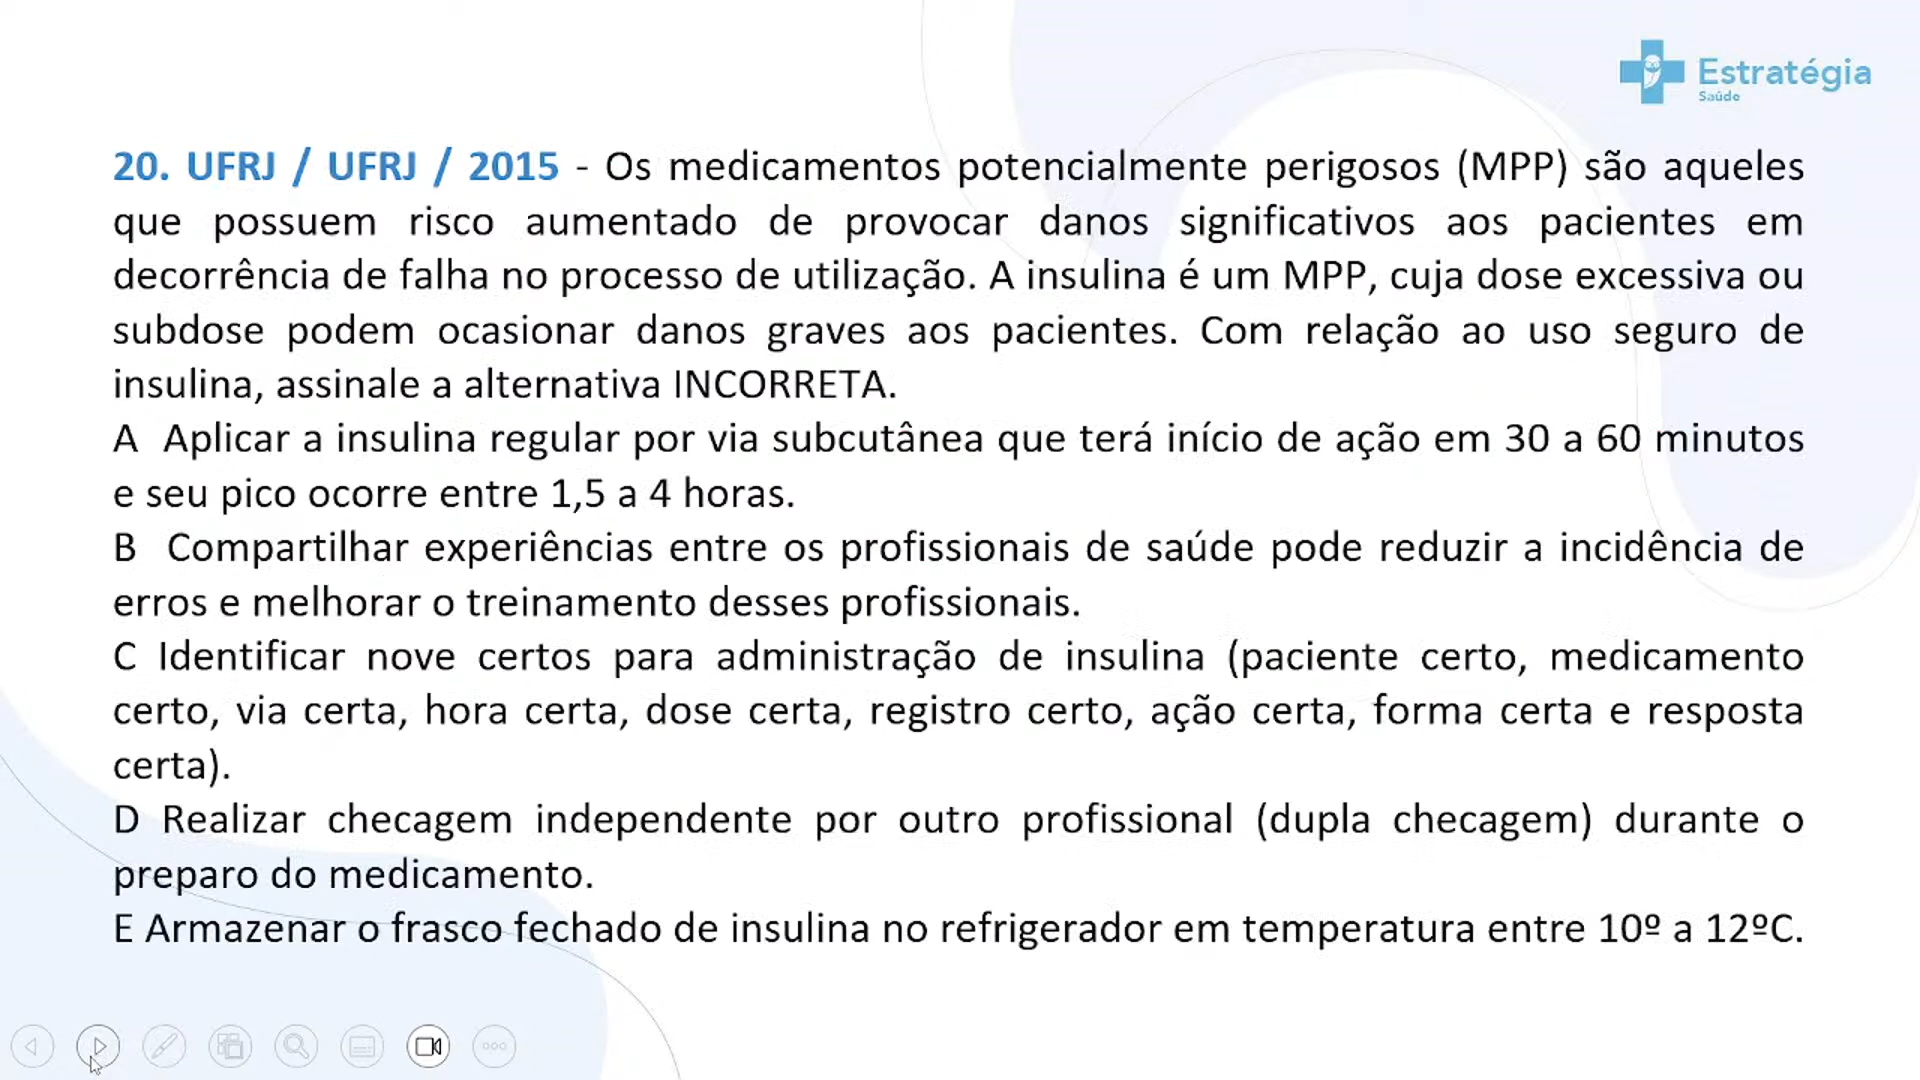 Estratégia
Saúde
20. UFRJ / UFRJ / 2015 - Os medicamentos potencialmente perigosos (MPP) são aqueles
que possuem risco aumentado de provocar danos significativos aos pacientes em
decorrência de falha no processo de utilização. A insulina é um MPP, cuja dose excessiva ou
subdose podem ocasionar danos graves aos pacientes. Com relação ao uso seguro de
insulina, assinale a alternativa INCORRETA.
A Aplicar a insulina regular por via subcutânea que terá início de ação em 30 a 60 minutos
e seu pico ocorre entre 1,5 a 4 horas.
B Compartilhar experiências entre os profissionais de saúde pode reduzir a incidência de
erros e melhorar o treinamento desses profissionais.
C Identificar nove certos para administração de insulina (paciente certo, medicamento
certo, via certa, hora certa, dose certa, registro certo, ação certa, forma certa e resposta
certa).
D Realizar checagem independente por outro profissional (dupla checagem) durante o
preparo do medicamento.
E Armazenar o frasco fechado de insulina no refrigerador em temperatura entre 10º a 12ºC.